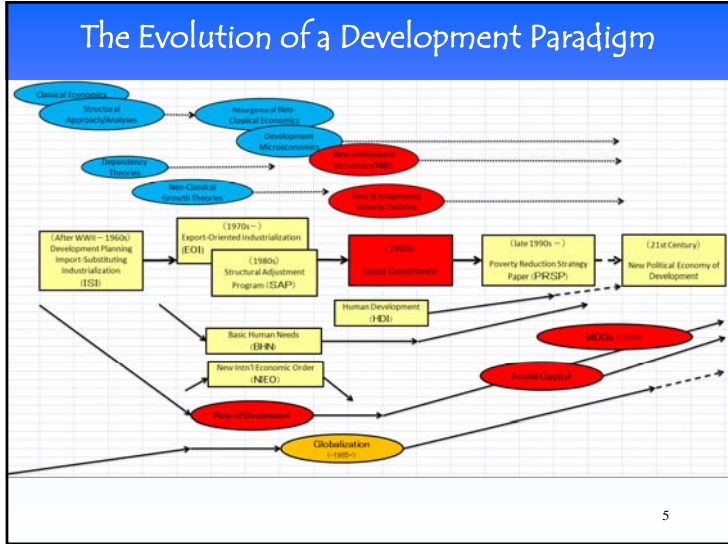 The Evolution of a Development Paradigm
Classical Economics
Structural
Approach/Analyses
Resurgence of Neo-
Classical Economics
Development
Microeconomics
New Institutional
Economics(NIE)
Dependency
Theories
Neo-Classical
Growth Theories
New (Endogenous)
Growth Theories
(After WWII－1960s)
Development Planning
Import-Substituting
Industrialization
(ISI)
(1970s－)
Export-Oriented Industrialization
(EOI)
(1980s)
Structural Adjustment
Program (SAP)
(1990s)
Good Governance
(late 1990s－)
Poverty Reduction Strategy
Paper (PRSP)
(21st Century)
New Political Economy of
Development
Human Development
(HDI)
Basic Human Needs
(BHN)
New Intn'l Economic Order
(NIEO)
MDGs
Social Capital
Role of Government
Globalization
(-1985-)
5